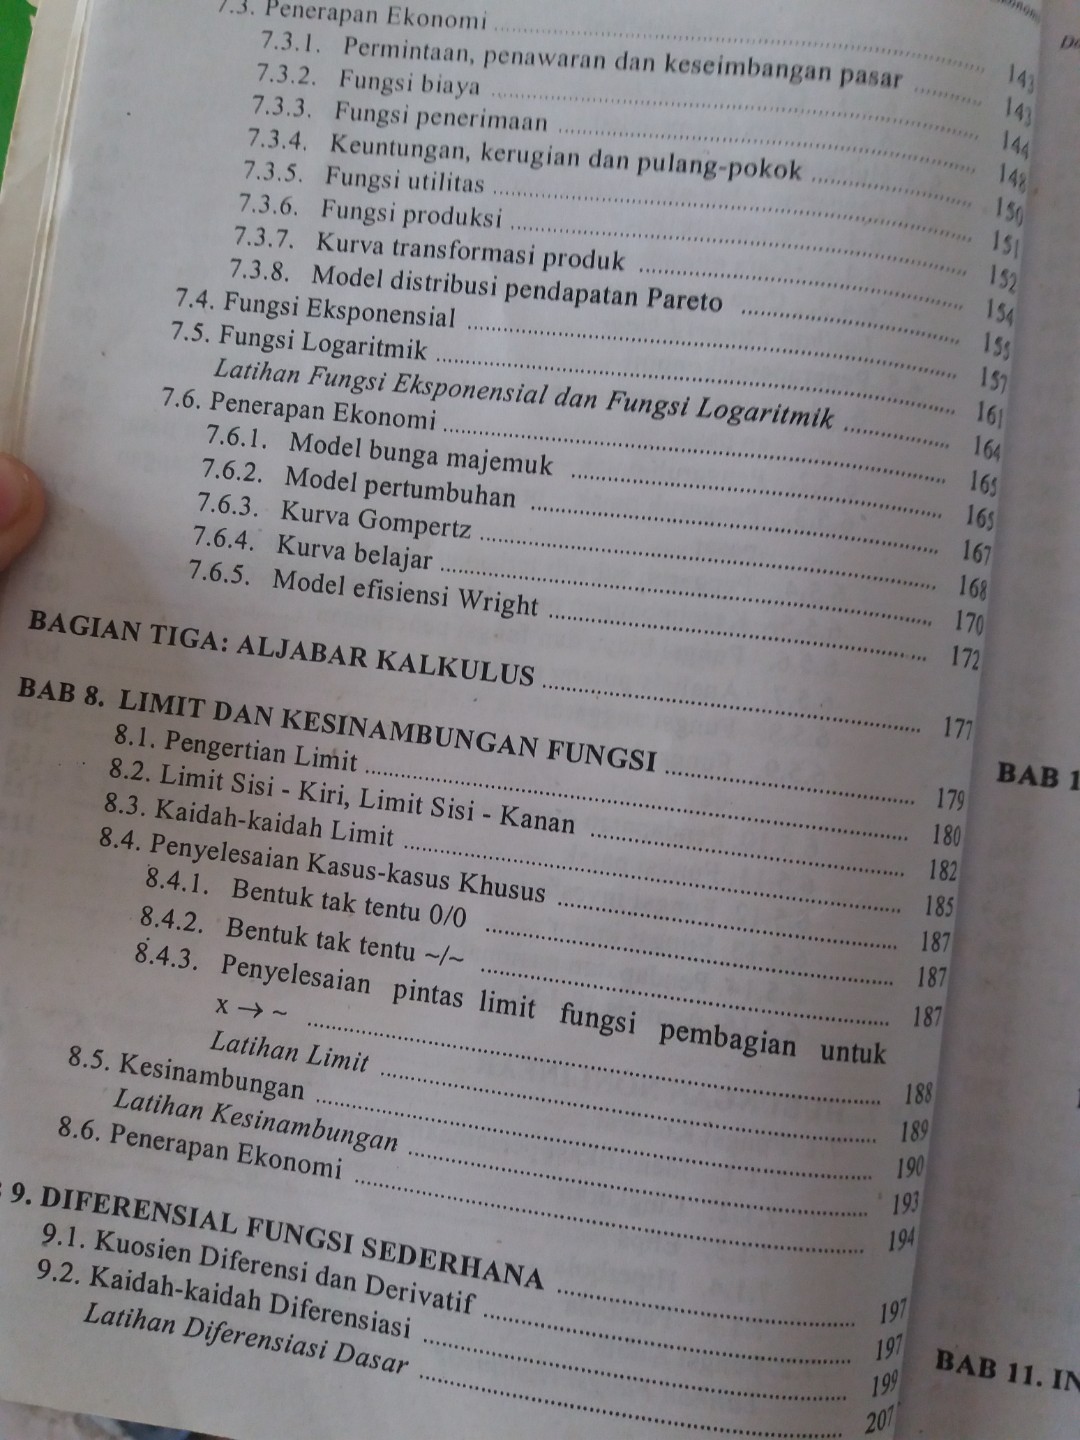 7.3. Penerapan Ekonomi ........ 143
7.3.1. Permintaan, penawaran dan keseimbangan pasar ........ 143
7.3.2. Fungsi biaya ........ 144
7.3.3. Fungsi penerimaan ........ 148
7.3.4. Keuntungan, kerugian dan pulang-pokok ........ 150
7.3.5. Fungsi utilitas ........ 151
7.3.6. Fungsi produksi ........ 152
7.3.7. Kurva transformasi produk ........ 154
7.3.8. Model distribusi pendapatan Pareto ........ 155
7.4. Fungsi Eksponensial ........ 157
7.5. Fungsi Logaritmik ........ 161
Latihan Fungsi Eksponensial dan Fungsi Logaritmik ........ 164
7.6. Penerapan Ekonomi ........ 165
7.6.1. Model bunga majemuk ........ 165
7.6.2. Model pertumbuhan ........ 167
7.6.3. Kurva Gompertz ........ 168
7.6.4. Kurva belajar ........ 170
7.6.5. Model efisiensi Wright ........ 172
BAGIAN TIGA: ALJABAR KALKULUS ........ 177
BAB 8. LIMIT DAN KESINAMBUNGAN FUNGSI ........ 179
8.1. Pengertian Limit ........ 180
8.2. Limit Sisi - Kiri, Limit Sisi - Kanan ........ 182
8.3. Kaidah-kaidah Limit ........ 185
8.4. Penyelesaian Kasus-kasus Khusus ........ 187
8.4.1. Bentuk tak tentu 0/0 ........ 187
8.4.2. Bentuk tak tentu ~/~ ........ 187
8.4.3. Penyelesaian pintas limit fungsi pembagian untuk
x → ~ ........ 188
Latihan Limit ........ 189
8.5. Kesinambungan ........ 190
Latihan Kesinambungan ........ 193
8.6. Penerapan Ekonomi ........ 194
9. DIFERENSIAL FUNGSI SEDERHANA ........ 197
9.1. Kuosien Diferensi dan Derivatif ........ 197
9.2. Kaidah-kaidah Diferensiasi ........ 199
Latihan Diferensiasi Dasar ........ 207
BAB 1
BAB 11. IN